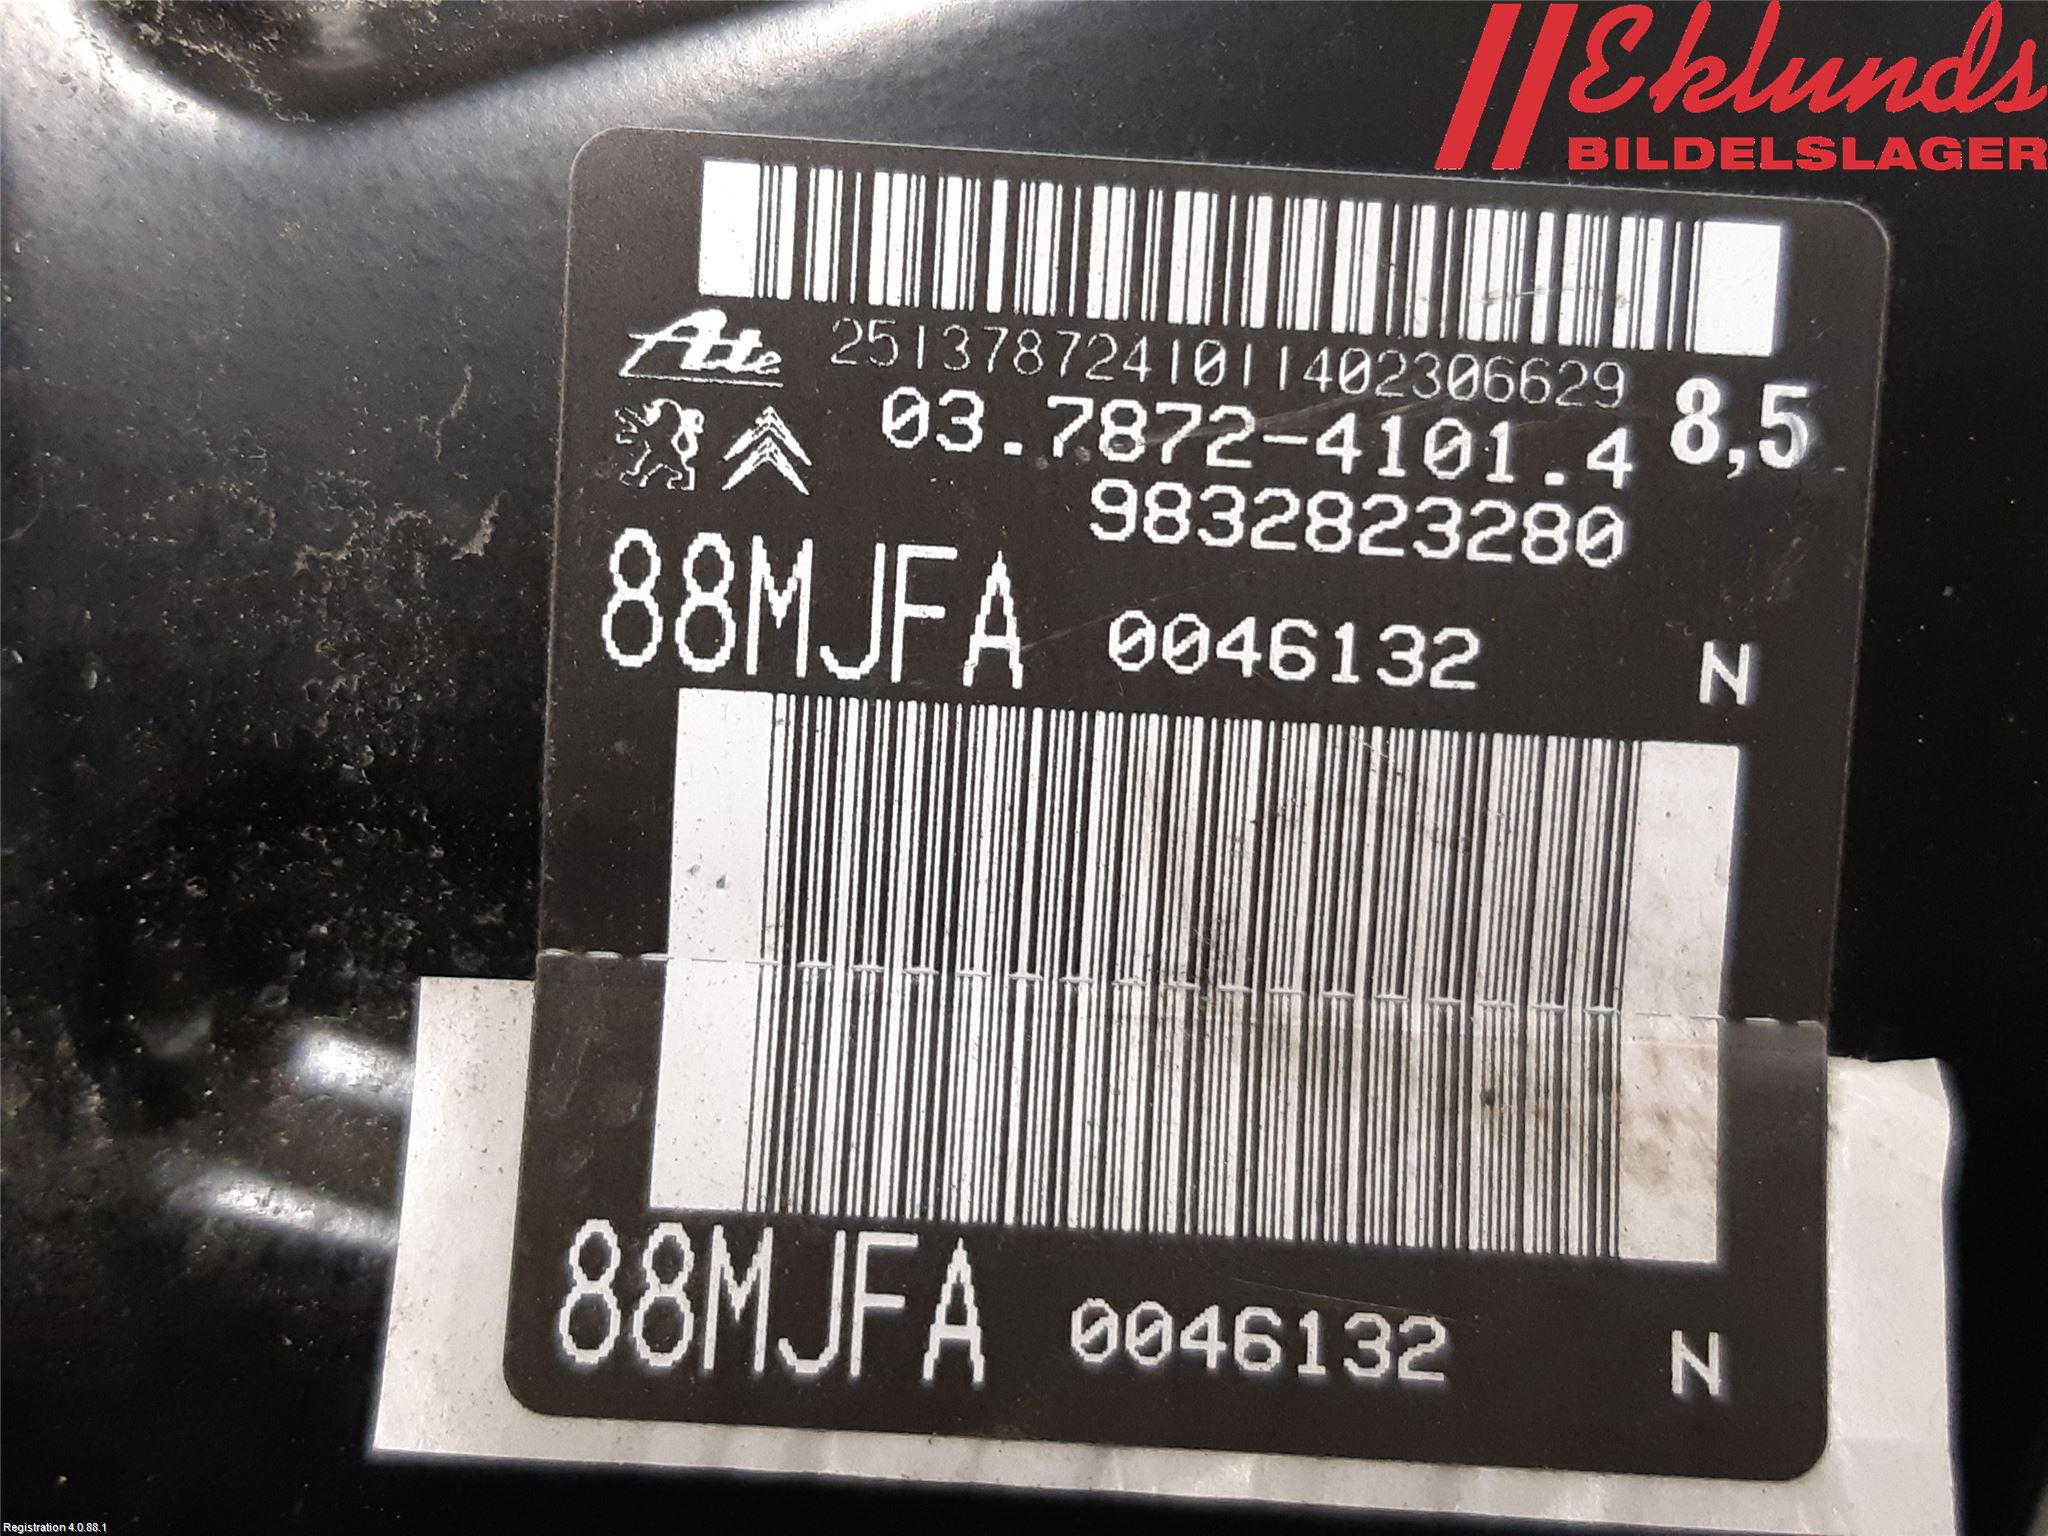 Eklunds
BILDELSLAGER
Ate
2513787241011402306629
03.7872-4101.4
8,5
9832823280
88MJFA 0046132 N
88MJFA 0046132 N
Registration 4.0.88.1